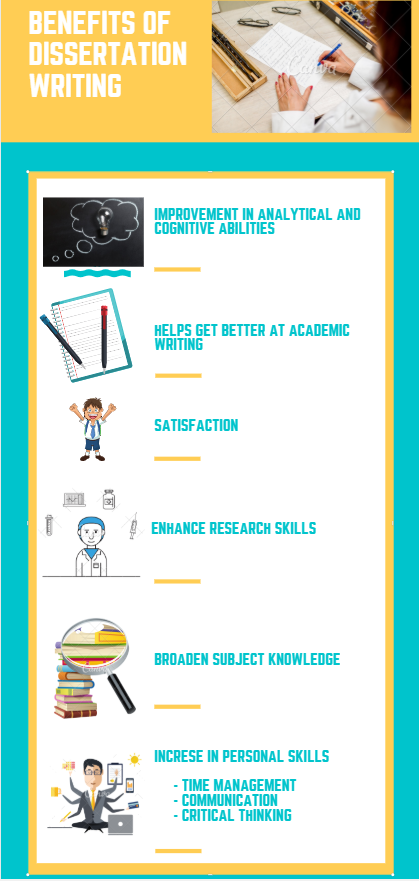 BENEFITS OF
DISSERTATION
WRITING
Canva
IMPROVEMENT IN ANALYTICAL AND
COGNITIVE ABILITIES
HELPS GET BETTER AT ACADEMIC
WRITING
SATISFACTION
ENHANCE RESEARCH SKILLS
BROADEN SUBJECT KNOWLEDGE
INCRESE IN PERSONAL SKILLS
- TIME MANAGEMENT
- COMMUNICATION
- CRITICAL THINKING